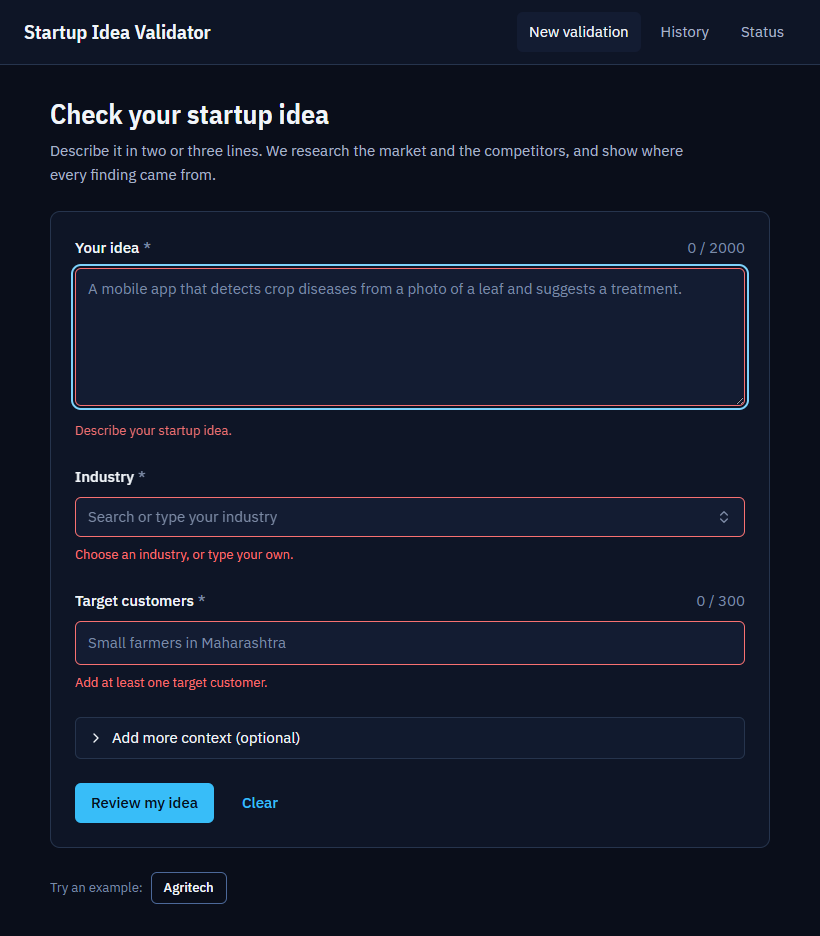 Startup Idea Validator
New validation
History
Status
Check your startup idea
Describe it in two or three lines. We research the market and the competitors, and show where
every finding came from.
Your idea *
0 / 2000
A mobile app that detects crop diseases from a photo of a leaf and suggests a treatment.
Describe your startup idea.
Industry *
Search or type your industry
Choose an industry, or type your own.
Target customers *
0 / 300
Small farmers in Maharashtra
Add at least one target customer.
Add more context (optional)
Review my idea
Clear
Try an example:
Agritech